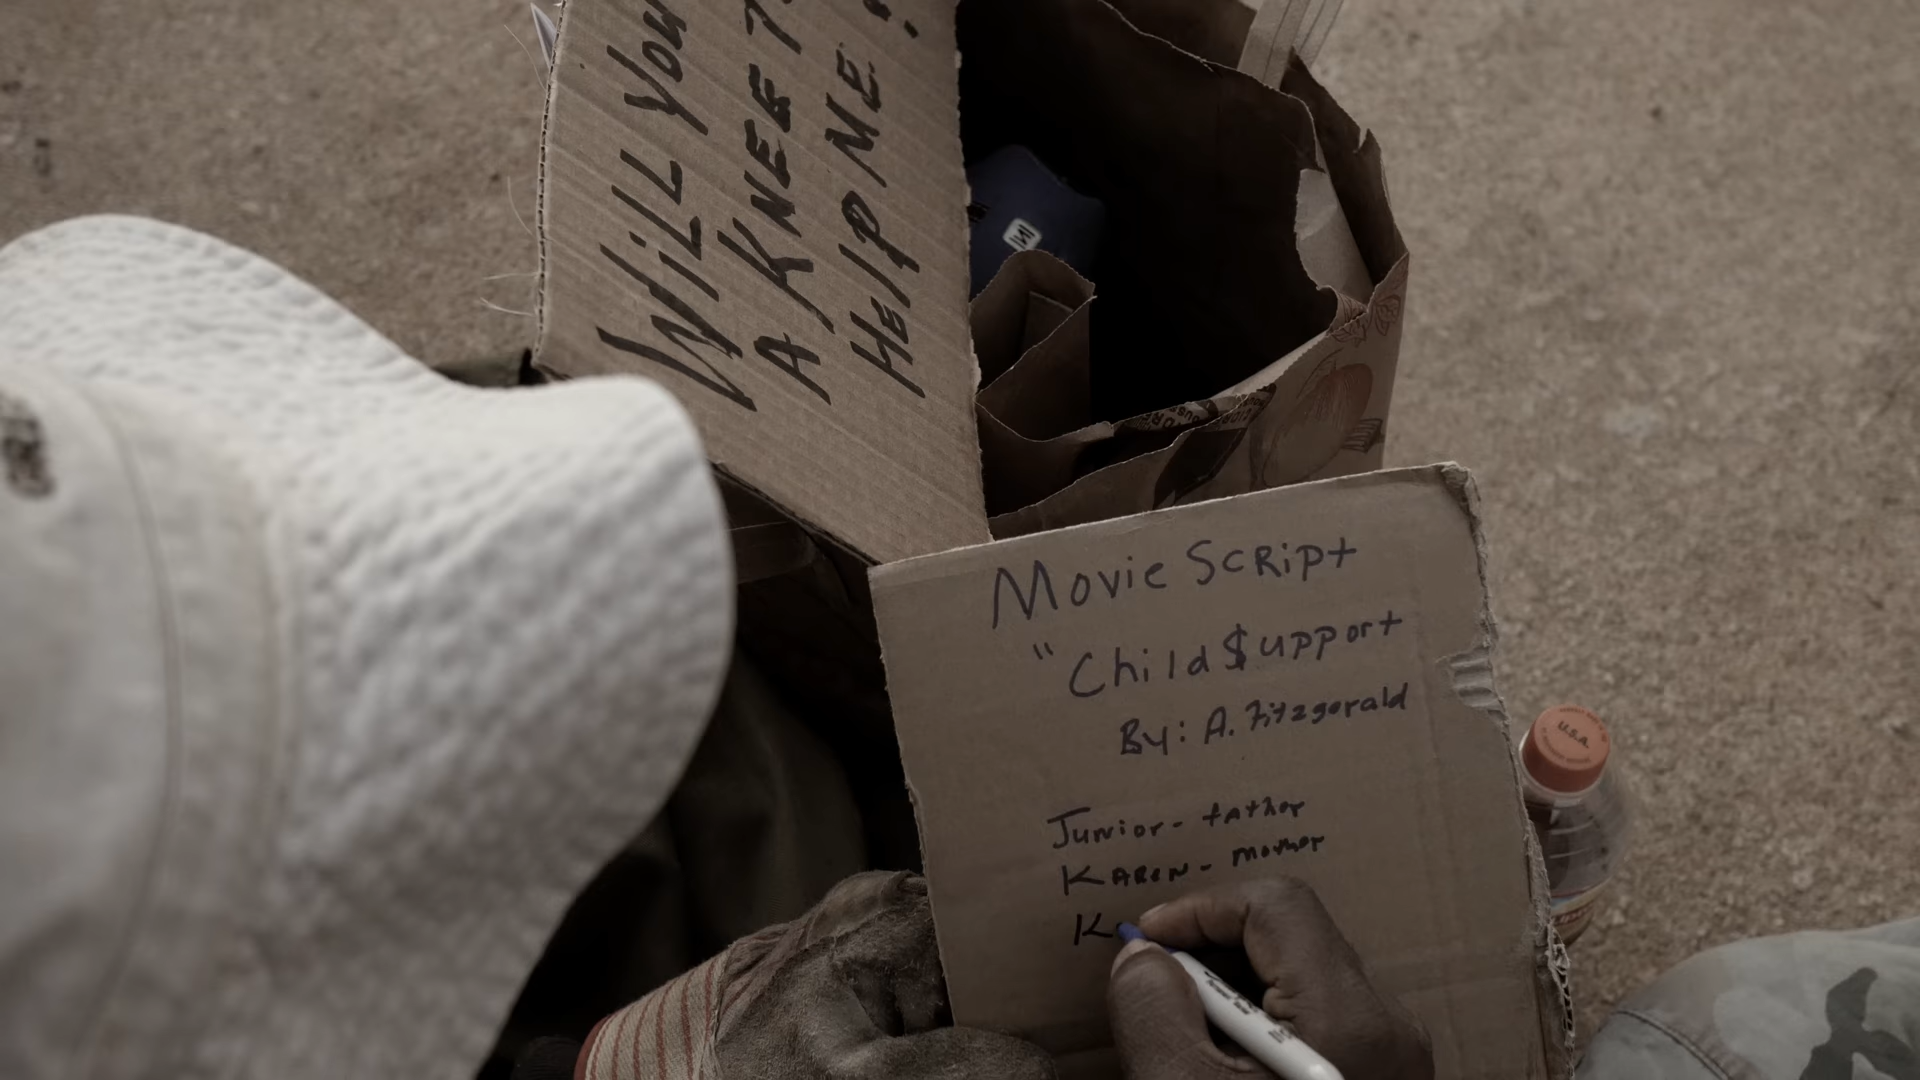 Will You
A KNEE
HElP ME.
Movie Script
"Child $upport
By: A. Fitzgerald
Junior - father
KAREN - mother
K
U.S.A.